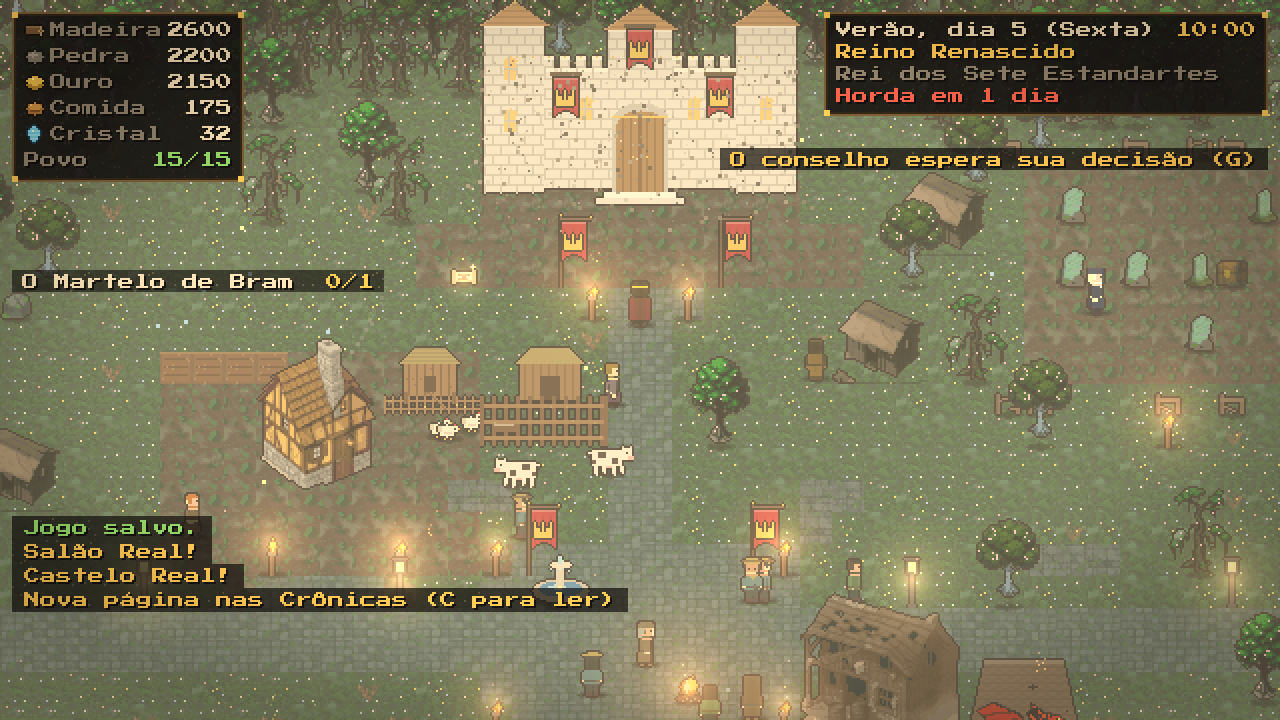 Madeira 2600
Pedra 2200
Ouro 2150
Comida 175
Cristal 32
Povo 15/15
Verão, dia 5 (Sexta) 10:00
Reino Renascido
Rei dos Sete Estandartes
Horda em 1 dia
O conselho espera sua decisão (G)
O Martelo de Bram 0/1
Jogo salvo.
Salão Real!
Castelo Real!
Nova página nas Crônicas (C para ler)